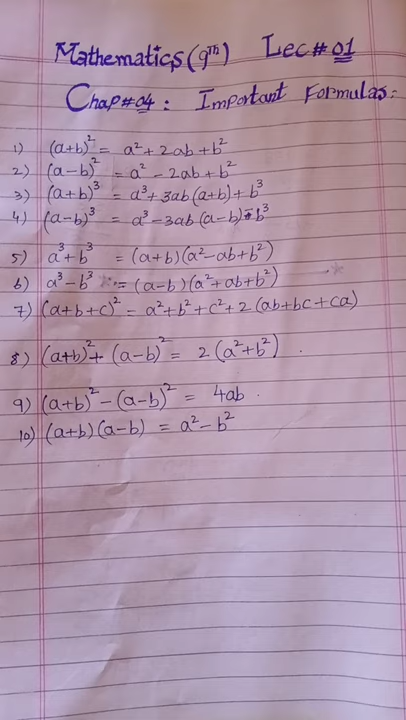 Mathematics (9th) Lec# 01
Chap#04: Important Formulas:
1) (a+b)² = a² + 2ab + b²
2) (a-b)² = a² - 2ab + b²
3) (a+b)³ = a³ + 3ab (a+b) + b³
4) (a-b)³ = a³ - 3ab (a-b) - b³
5) a³ + b³ = (a+b) (a² - ab + b²)
6) a³ - b³ = (a-b) (a² + ab + b²)
7) (a+b+c)² = a² + b² + c² + 2 (ab + bc + ca)
8) (a+b)² + (a-b)² = 2 (a² + b²).
9) (a+b)² - (a-b)² = 4ab.
10) (a+b) (a-b) = a² - b²